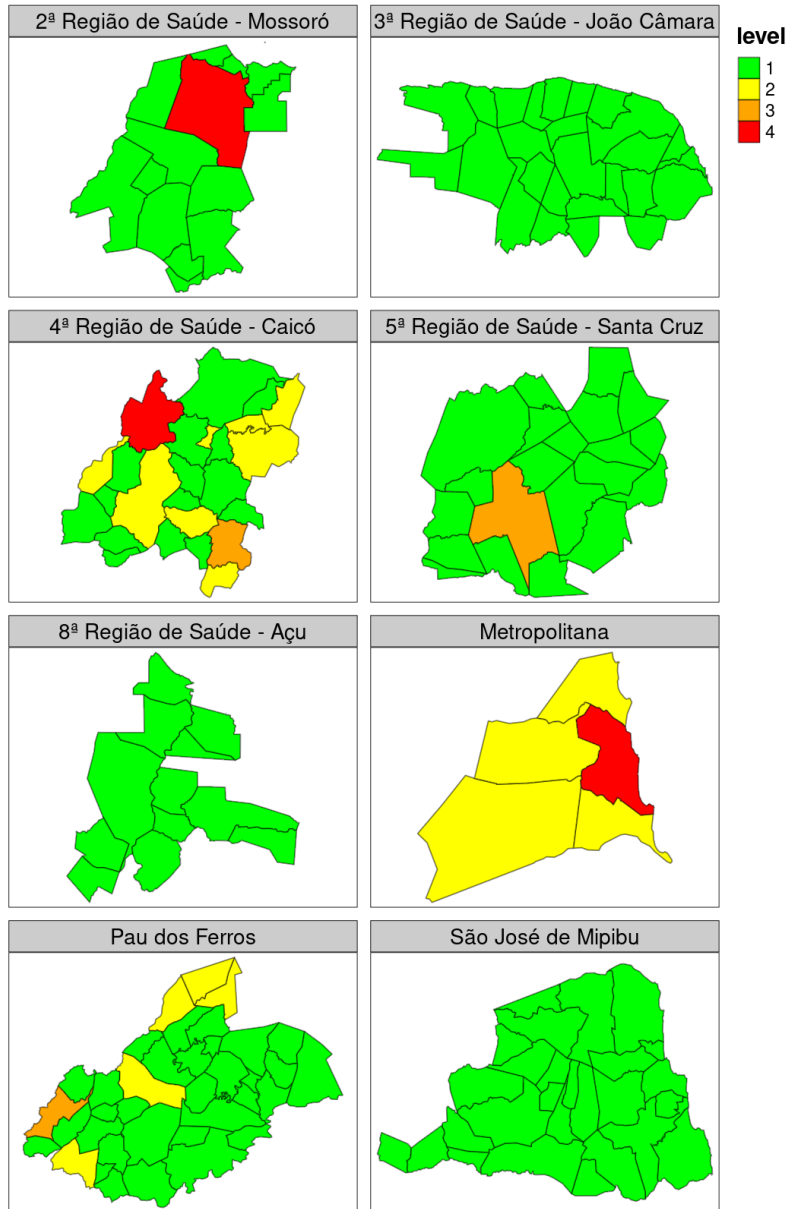 2ª Região de Saúde - Mossoró
3ª Região de Saúde - João Câmara
level
1
2
3
4
4ª Região de Saúde - Caicó
5ª Região de Saúde - Santa Cruz
8ª Região de Saúde - Açu
Metropolitana
Pau dos Ferros
São José de Mipibu